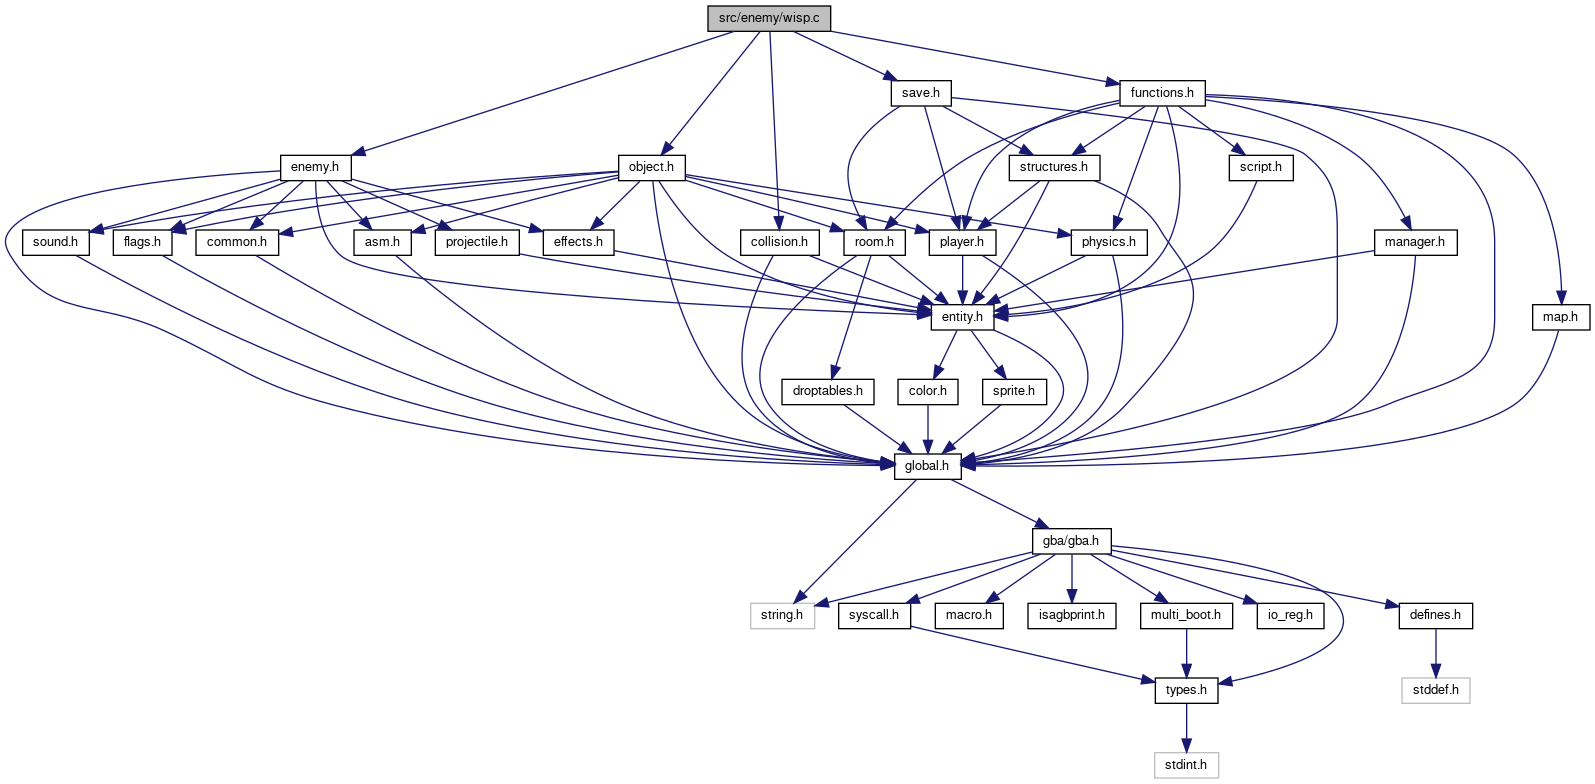 src/enemy/wisp.c
save.h
functions.h
enemy.h
object.h
structures.h
script.h
sound.h
flags.h
common.h
asm.h
projectile.h
effects.h
collision.h
room.h
player.h
physics.h
manager.h
entity.h
map.h
droptables.h
color.h
sprite.h
global.h
gba/gba.h
string.h
syscall.h
macro.h
isagbprint.h
multi_boot.h
io_reg.h
defines.h
types.h
stddef.h
stdint.h